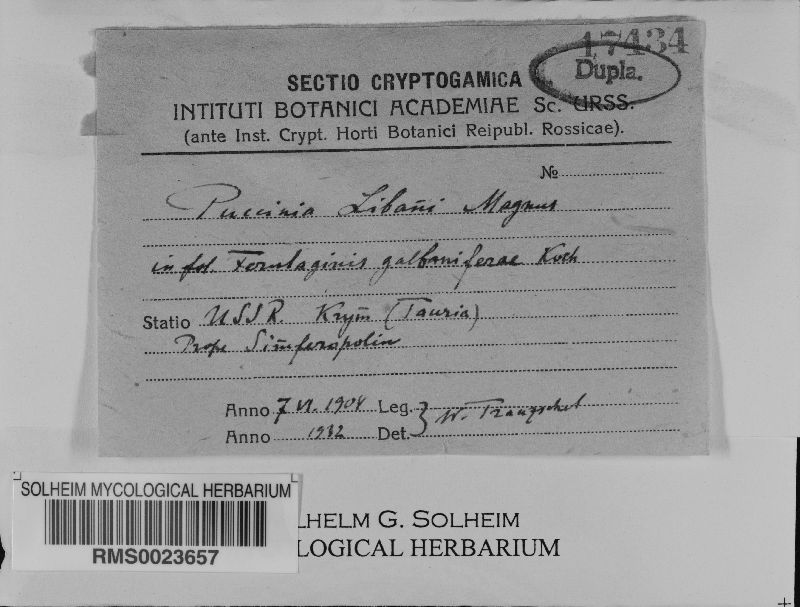 17434
Dupla.
SECTIO CRYPTOGAMICA
INTITUTI BOTANICI ACADEMIAE Sc. URSS.
(ante Inst. Crypt. Horti Botanici Reipubl. Rossicae).
№
Puccinia Libani Magnus
in fol. Ferulaginis galbaniferae Koch
Statio USSR. Krym (Tauria)
Prope Simferopolin
Anno 7 VI. 1908 Leg. } W. Tranzschel
Anno 1932 Det.
SOLHEIM MYCOLOGICAL HERBARIUM
RMS0023657
LHELM G. SOLHEIM
LOGICAL HERBARIUM